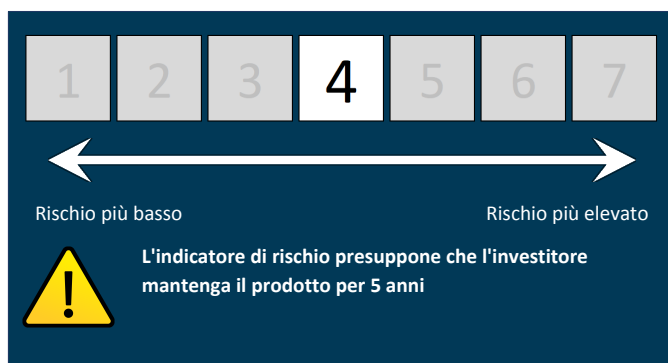 1 2 3 4 5 6 7
Rischio più basso Rischio più elevato
L'indicatore di rischio presuppone che l'investitore
mantenga il prodotto per 5 anni